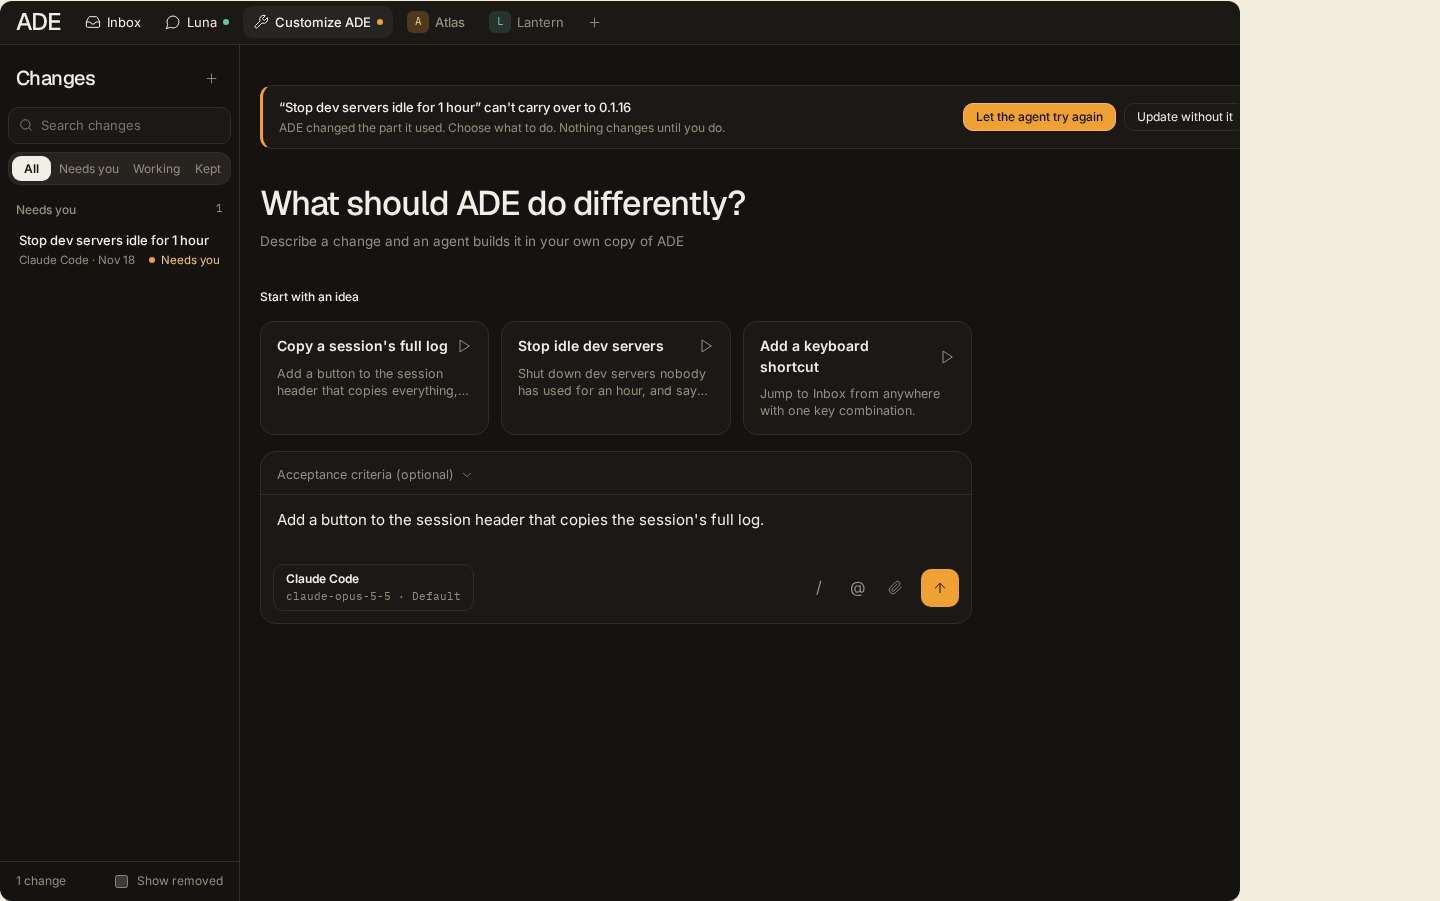 ADE
Inbox
Luna
Customize ADE
A
Atlas
L
Lantern
Changes
Search changes
All
Needs you
Working
Kept
Needs you
1
Stop dev servers idle for 1 hour
Claude Code · Nov 18
Needs you
1 change
Show removed
“Stop dev servers idle for 1 hour” can't carry over to 0.1.16
ADE changed the part it used. Choose what to do. Nothing changes until you do.
Let the agent try again
Update without it
What should ADE do differently?
Describe a change and an agent builds it in your own copy of ADE
Start with an idea
Copy a session's full log
Add a button to the session
header that copies everything,…
Stop idle dev servers
Shut down dev servers nobody
has used for an hour, and say…
Add a keyboard
shortcut
Jump to Inbox from anywhere
with one key combination.
Acceptance criteria (optional)
Add a button to the session header that copies the session's full log.
Claude Code
claude-opus-5-5 · Default
/
@